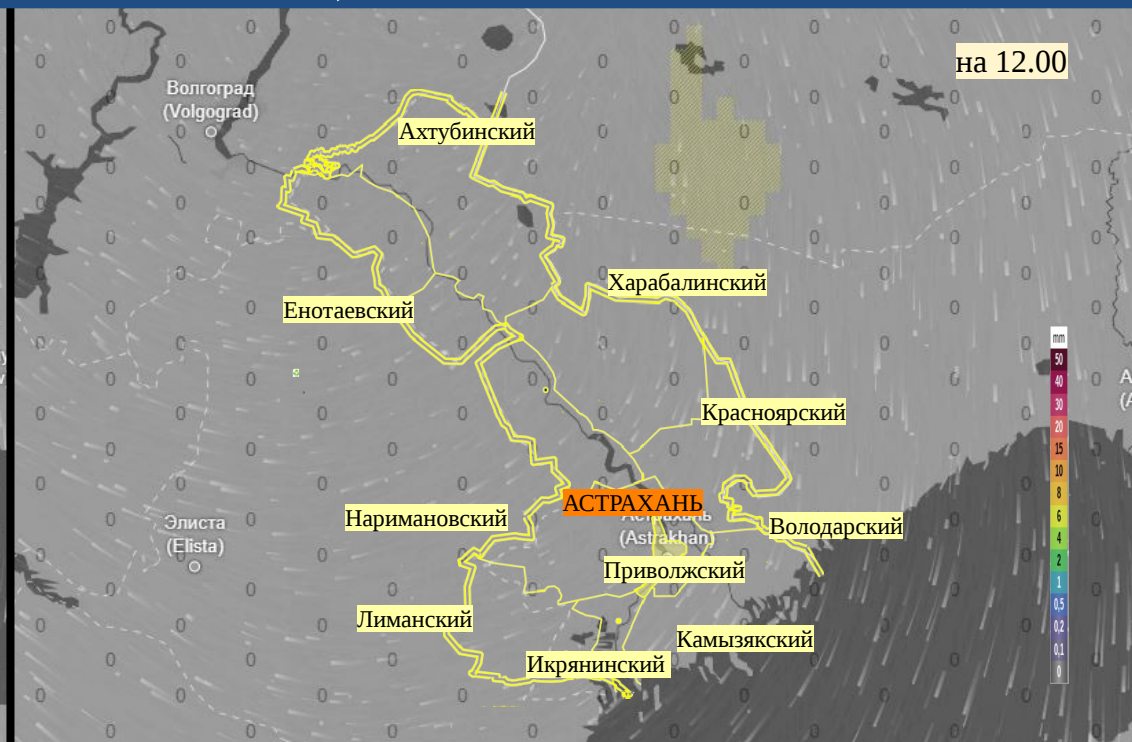 на 12.00
Волгоград
(Volgograd)
Ахтубинский
Харабалинский
Енотаевский
mm
50
40
30
20
15
10
8
6
4
2
1
0,5
0,2
0,1
0
Красноярский
АСТРАХАНЬ
Астрахань
(Astrakhan)
Наримановский
Элиста
(Elista)
Володарский
Приволжский
Лиманский
Камызякский
Икрянинский